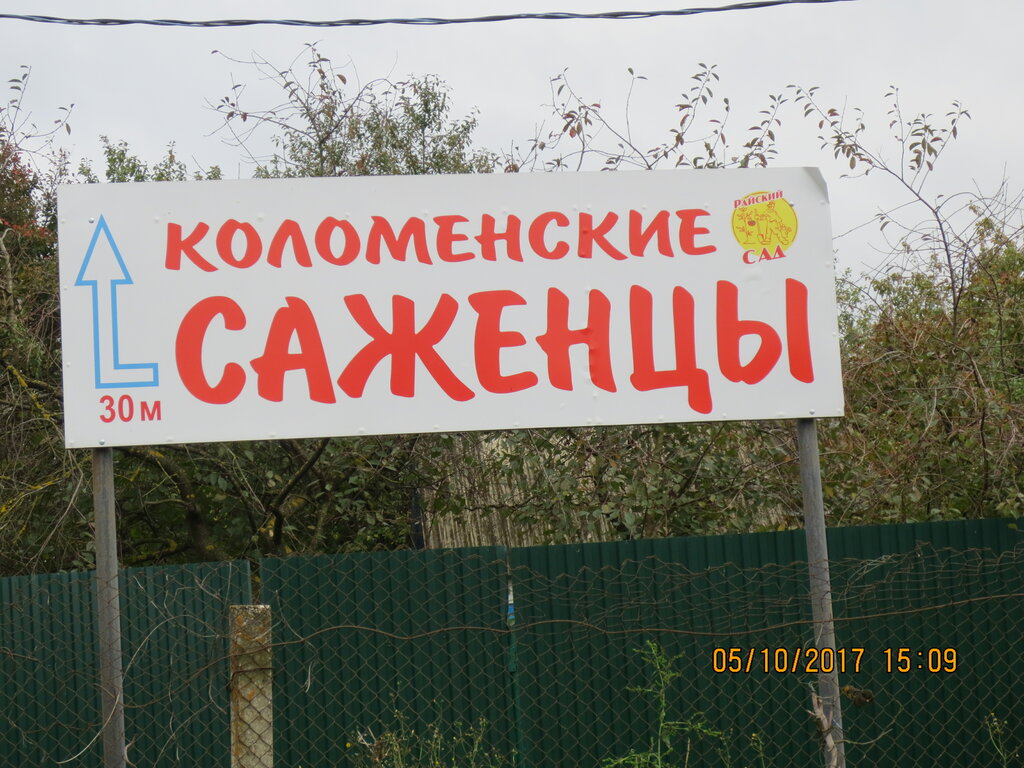 КОЛОМЕНСКИЕ
РАЙСКИЙ
САД
САЖЕНЦЫ
30 м
05/10/2017 15:09